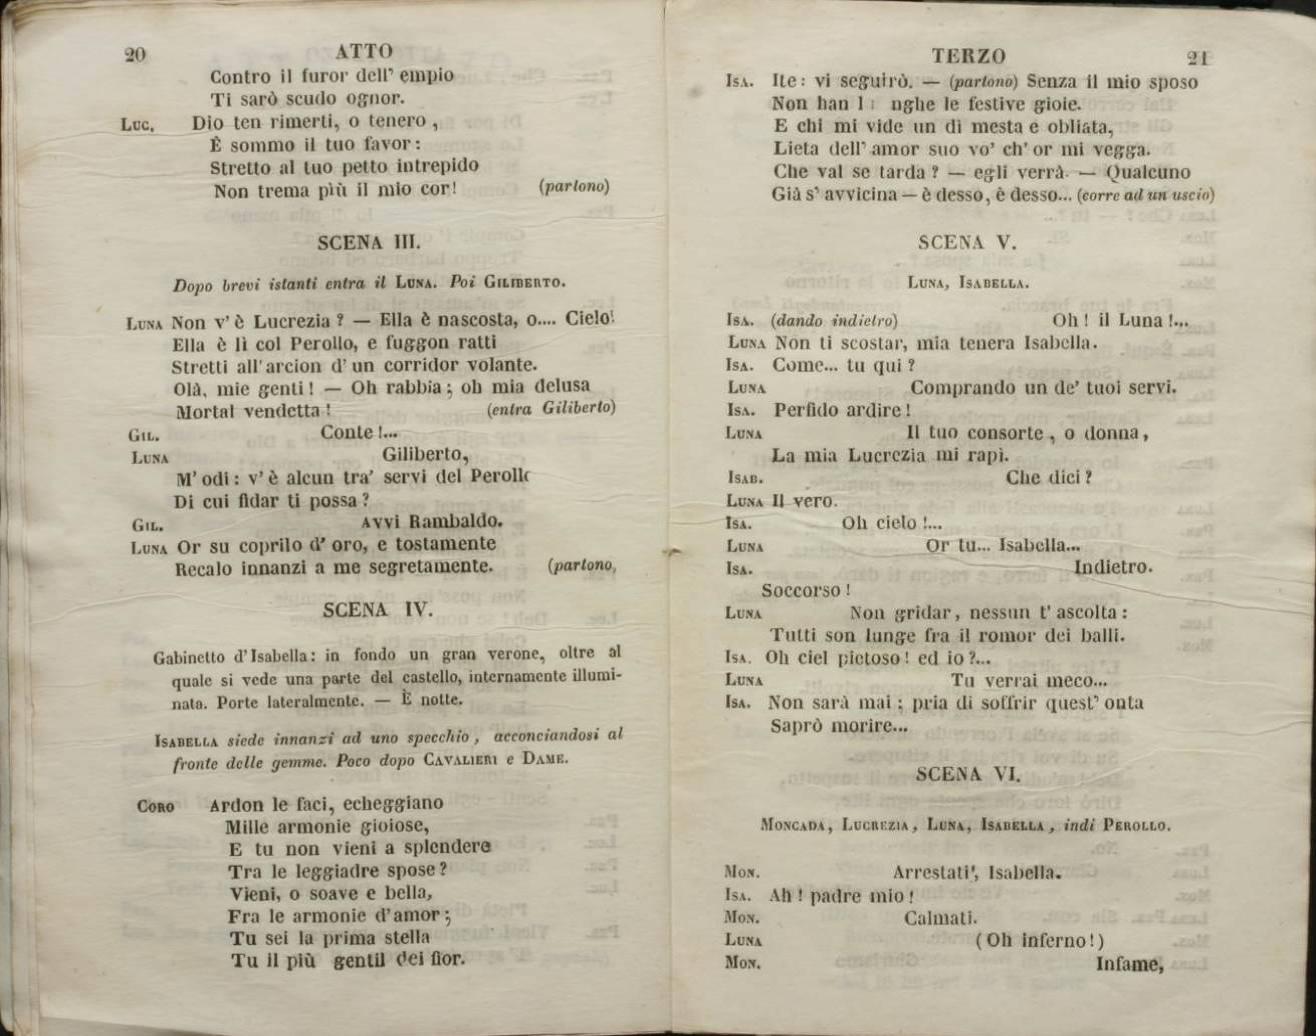 20 ATTO
Contro il furor dell' empio
Ti sarò scudo ognor.
Luc. Dio ten rimerti, o tenero,
È sommo il tuo favor:
Stretto al tuo petto intrepido
Non trema più il mio cor! (partono)
SCENA III.
Dopo brevi istanti entra il LUNA. Poi GILIBERTO.
LUNA Non v' è Lucrezia? — Ella è nascosta, o.... Cielo!
Ella è lì col Perollo, e fuggon ratti
Stretti all' arcion d' un corridor volante.
Olà, mie genti! — Oh rabbia; oh mia delusa
Mortal vendetta! (entra Giliberto)
GIL. Conte!...
LUNA Giliberto,
M' odi: v' è alcun tra' servi del Perollo
Di cui fidar ti possa?
GIL. Avvi Rambaldo.
LUNA Or su coprilo d' oro, e tostamente
Recalo innanzi a me segretamente. (partono,
SCENA IV.
Gabinetto d' Isabella: in fondo un gran verone, oltre al
quale si vede una parte del castello, internamente illumi-
nata. Porte lateralmente. — È notte.
ISABELLA siede innanzi ad uno specchio, acconciandosi al
fronte delle gemme. Poco dopo CAVALIERI e DAME.
CORO Ardon le faci, echeggiano
Mille armonie gioiose,
E tu non vieni a splendere
Tra le leggiadre spose?
Vieni, o soave e bella,
Fra le armonie d' amor;
Tu sei la prima stella
Tu il più gentil dei fior.
TERZO 21
ISA. Ite: vi seguirò. — (partono) Senza il mio sposo
Non han l nghe le festive gioie.
E chi mi vide un dì mesta e obliata,
Lieta dell' amor suo vo' ch' or mi vegga.
Che val se tarda? — egli verrà. — Qualcuno
Già s' avvicina — è desso, è desso... (corre ad un uscio)
SCENA V.
LUNA, ISABELLA.
ISA. (dando indietro) Oh! il Luna!...
LUNA Non ti scostar, mia tenera Isabella.
ISA. Come... tu qui?
LUNA Comprando un de' tuoi servi.
ISA. Perfido ardire!
LUNA Il tuo consorte, o donna,
La mia Lucrezia mi rapì.
ISAB. Che dici?
LUNA Il vero.
ISA. Oh cielo!...
LUNA Or tu... Isabella...
ISA. Indietro.
Soccorso!
LUNA Non gridar, nessun t' ascolta:
Tutti son lunge fra il romor dei balli.
ISA. Oh ciel pietoso! ed io?...
LUNA Tu verrai meco...
ISA. Non sarà mai; pria di soffrir quest' onta
Saprò morire...
SCENA VI.
MONCADA, LUCREZIA, LUNA, ISABELLA, indi PEROLLO.
MON. Arrestati', Isabella.
ISA. Ah! padre mio!
MON. Calmati.
LUNA (Oh inferno!)
MON. Infame,